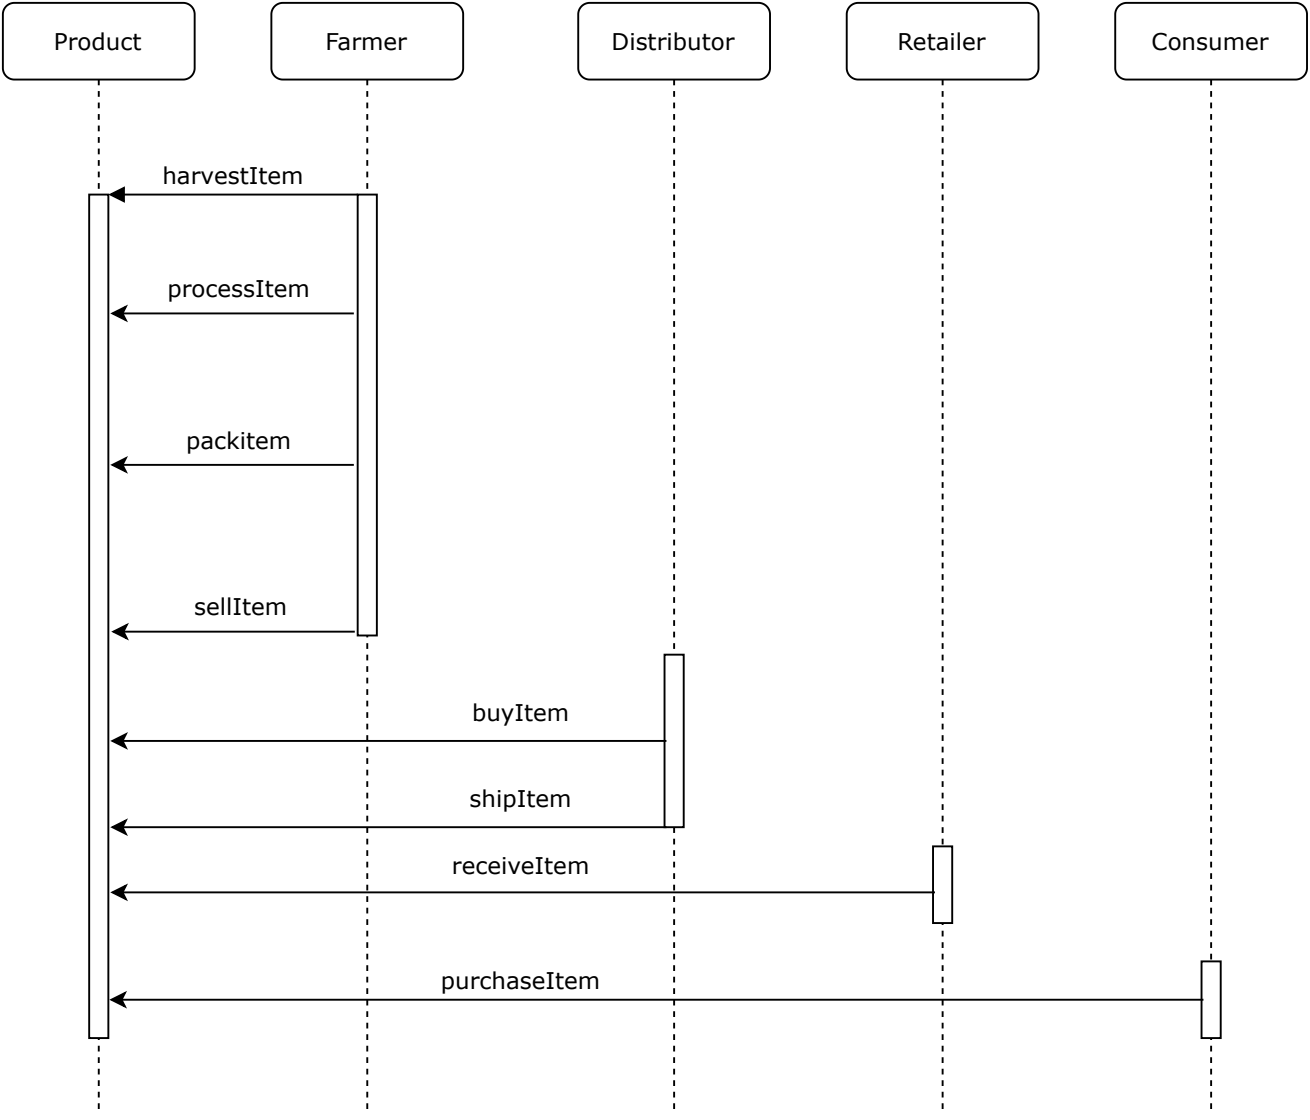 Product
Farmer
Distributor
Retailer
Consumer
harvestItem
processItem
packitem
sellItem
buyItem
shipItem
receiveItem
purchaseItem